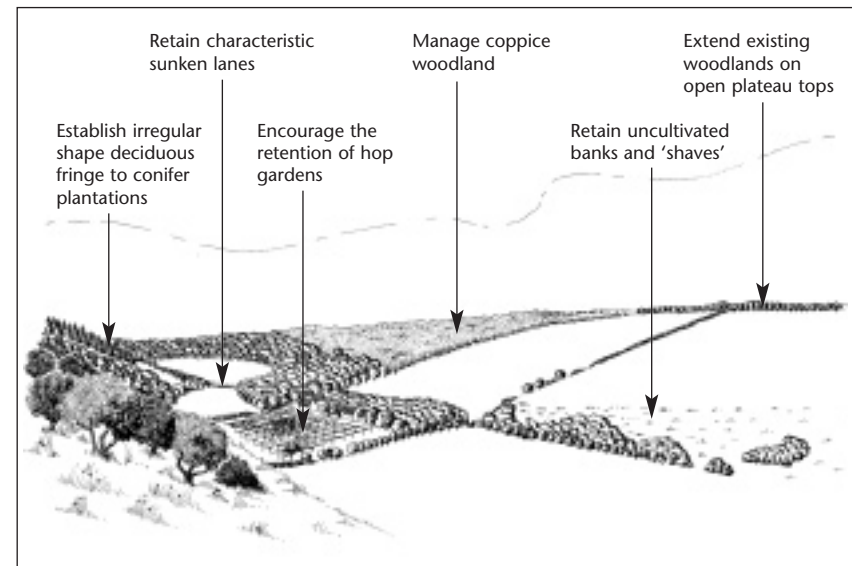 Retain characteristic
sunken lanes
Manage coppice
woodland
Extend existing
woodlands on
open plateau tops
Establish irregular
shape deciduous
fringe to conifer
plantations
Encourage the
retention of hop
gardens
Retain uncultivated
banks and ‘shaves’